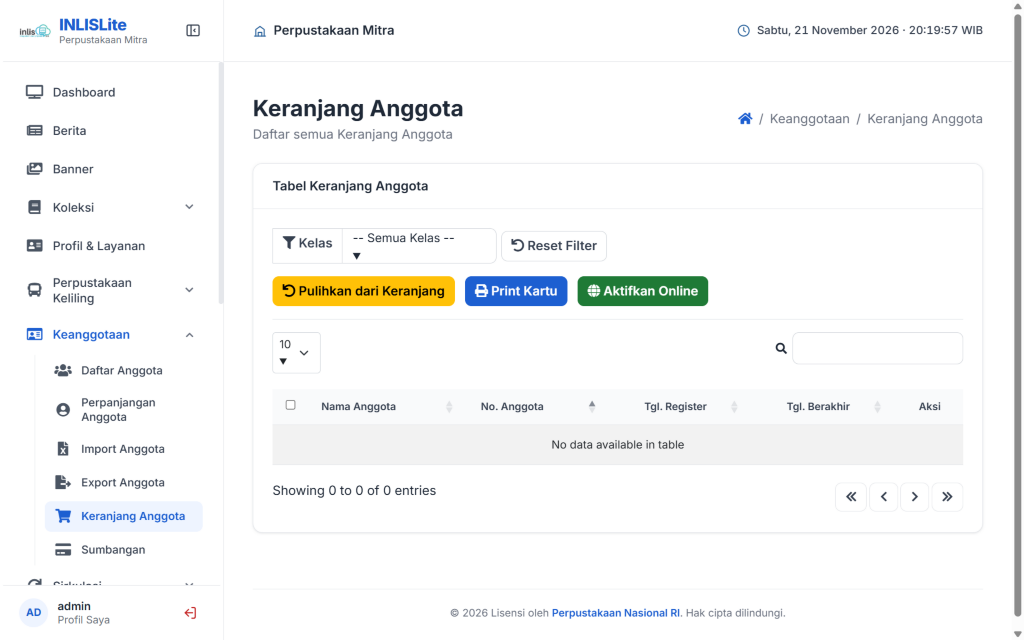 inlis
INLISLite
Perpustakaan Mitra
Dashboard
Berita
Banner
Koleksi
Profil & Layanan
Perpustakaan
Keliling
Keanggotaan
Daftar Anggota
Perpanjangan
Anggota
Import Anggota
Export Anggota
Keranjang Anggota
Sumbangan
Sirkulasi
AD
admin
Profil Saya
Perpustakaan Mitra
Sabtu, 21 November 2026 · 20:19:57 WIB
Keranjang Anggota
Daftar semua Keranjang Anggota
/ Keanggotaan / Keranjang Anggota
Tabel Keranjang Anggota
Kelas
-- Semua Kelas --
Reset Filter
Pulihkan dari Keranjang
Print Kartu
Aktifkan Online
10
Nama Anggota
No. Anggota
Tgl. Register
Tgl. Berakhir
Aksi
No data available in table
Showing 0 to 0 of 0 entries
© 2026 Lisensi oleh Perpustakaan Nasional RI. Hak cipta dilindungi.